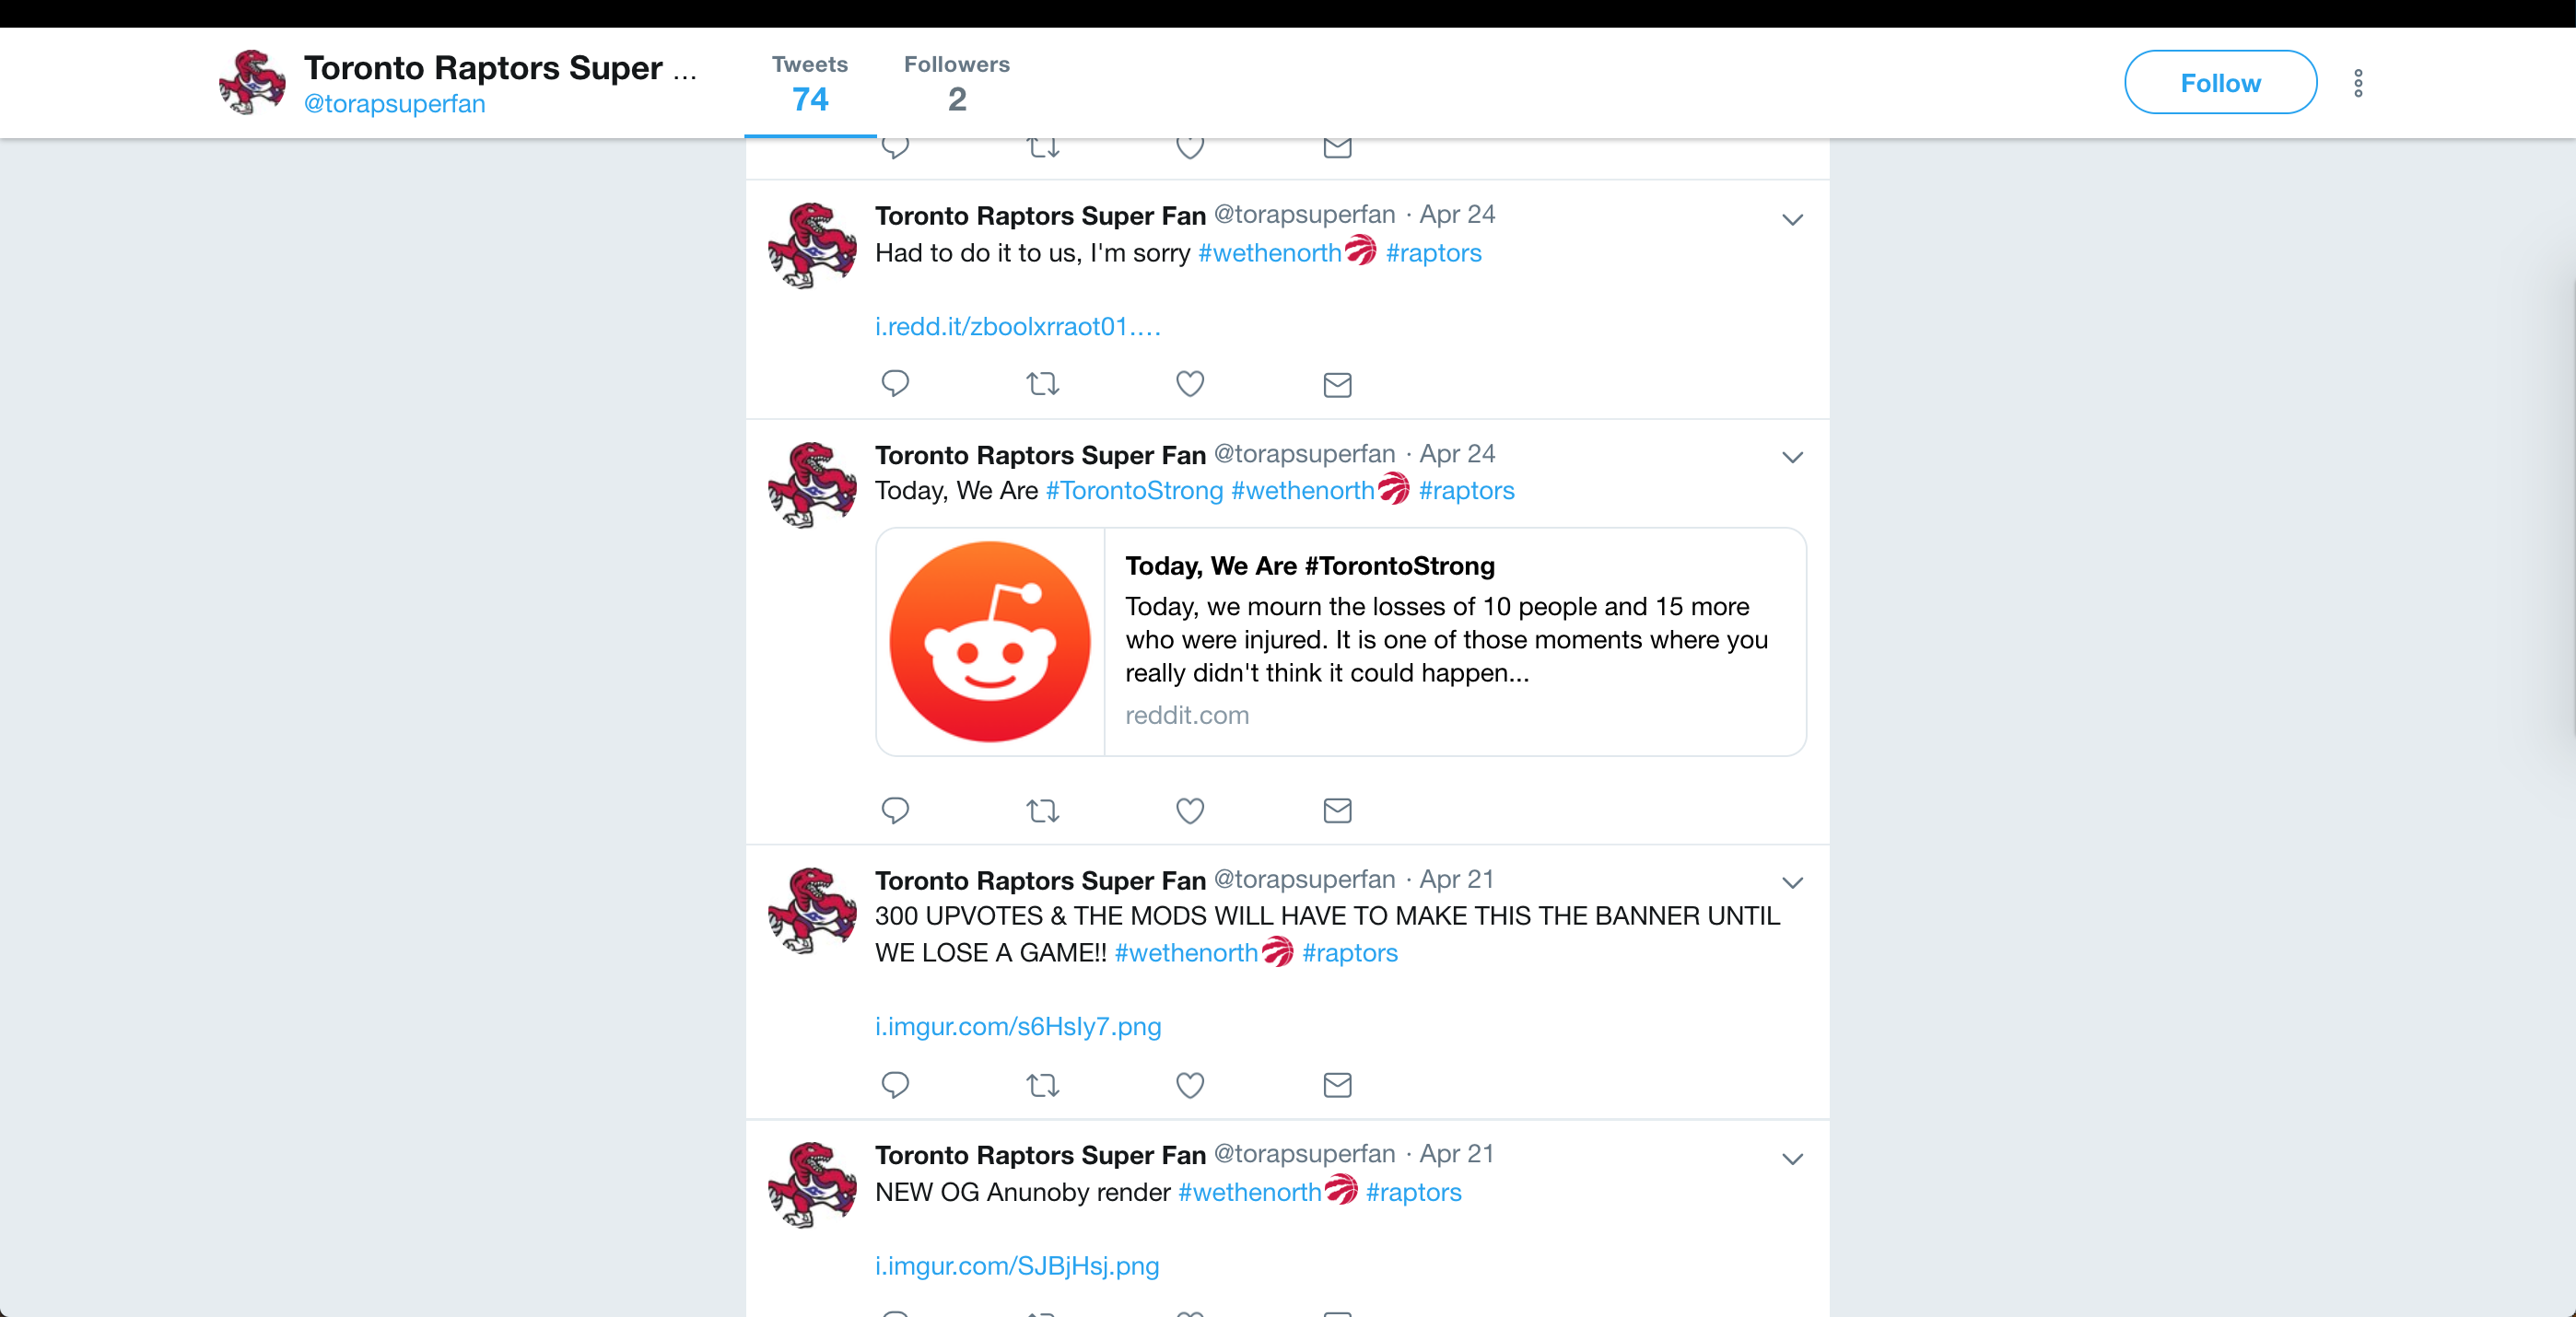 Toronto Raptors Super ...
@torapsuperfan
Tweets
74
Followers
2
Follow
Toronto Raptors Super Fan @torapsuperfan · Apr 24
Had to do it to us, I'm sorry #wethenorth #raptors
i.redd.it/zboolxrraot01....
Toronto Raptors Super Fan @torapsuperfan · Apr 24
Today, We Are #TorontoStrong #wethenorth #raptors
Today, We Are #TorontoStrong
Today, we mourn the losses of 10 people and 15 more
who were injured. It is one of those moments where you
really didn't think it could happen...
reddit.com
Toronto Raptors Super Fan @torapsuperfan · Apr 21
300 UPVOTES & THE MODS WILL HAVE TO MAKE THIS THE BANNER UNTIL
WE LOSE A GAME!! #wethenorth #raptors
i.imgur.com/s6HsIy7.png
Toronto Raptors Super Fan @torapsuperfan · Apr 21
NEW OG Anunoby render #wethenorth #raptors
i.imgur.com/SJBjHsj.png